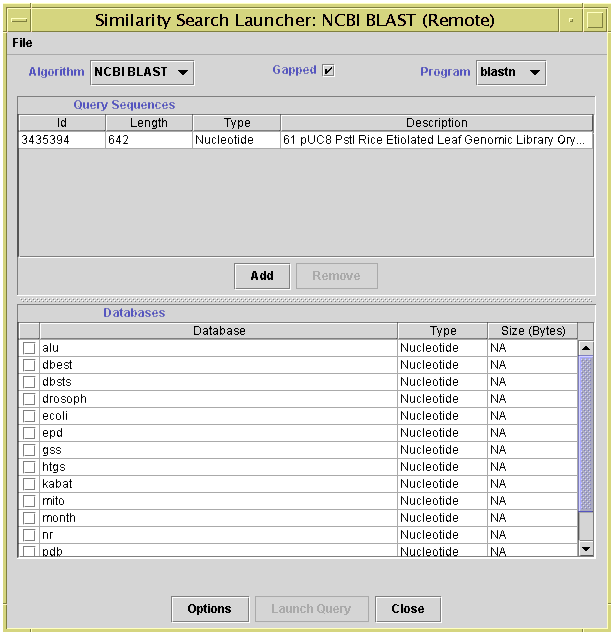 Similarity Search Launcher: NCBI BLAST (Remote)
File
Algorithm NCBI BLAST Gapped Program blastn
Query Sequences
Id Length Type Description
3435394 642 Nucleotide 61 pUC8 PstI Rice Etiolated Leaf Genomic Library Ory...
Add Remove
Databases
Database Type Size (Bytes)
alu Nucleotide NA
dbest Nucleotide NA
dbsts Nucleotide NA
drosoph Nucleotide NA
ecoli Nucleotide NA
epd Nucleotide NA
gss Nucleotide NA
htgs Nucleotide NA
kabat Nucleotide NA
mito Nucleotide NA
month Nucleotide NA
nr Nucleotide NA
pdb Nucleotide NA
Options Launch Query Close